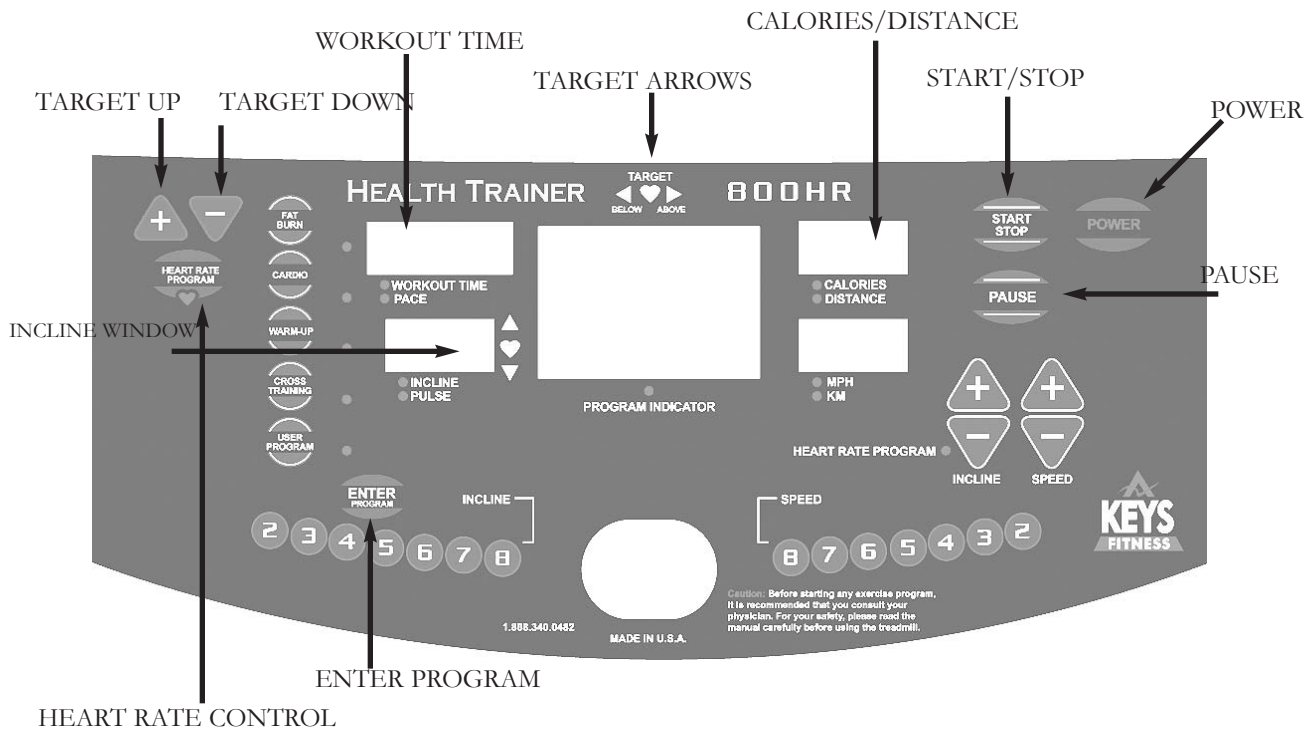 CALORIES/DISTANCE
WORKOUT TIME
TARGET ARROWS
START/STOP
TARGET UP
TARGET DOWN
POWER
HEALTH TRAINER
TARGET
BELOW ABOVE
800HR
+
−
FAT
BURN
START
STOP
POWER
HEART RATE
PROGRAM
CARDIO
WORKOUT TIME
PACE
CALORIES
DISTANCE
PAUSE
PAUSE
INCLINE WINDOW
WARM-UP
CROSS
TRAINING
INCLINE
PULSE
PROGRAM INDICATOR
MPH
KM
+ +
− −
USER
PROGRAM
HEART RATE PROGRAM
INCLINE SPEED
ENTER
PROGRAM
INCLINE
SPEED
2 3 4 5 6 7 8
8 7 6 5 4 3 2
KEYS
FITNESS
Caution: Before starting any exercise program,
it is recommended that you consult your
physician. For your safety, please read the
manual carefully before using the treadmill.
1.888.340.0482
MADE IN U.S.A.
ENTER PROGRAM
HEART RATE CONTROL